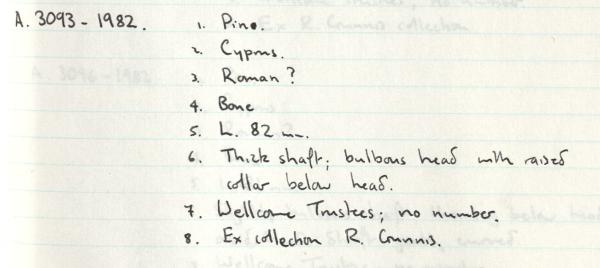 A. 3093 - 1982. 1. Pin.
2. Cyprus.
3. Roman?
4. Bone
5. L. 82 mm.
6. Thick shaft; bulbous head with raised
collar below head.
7. Wellcome Trustees; no number.
8. Ex collection R. Gunnis.